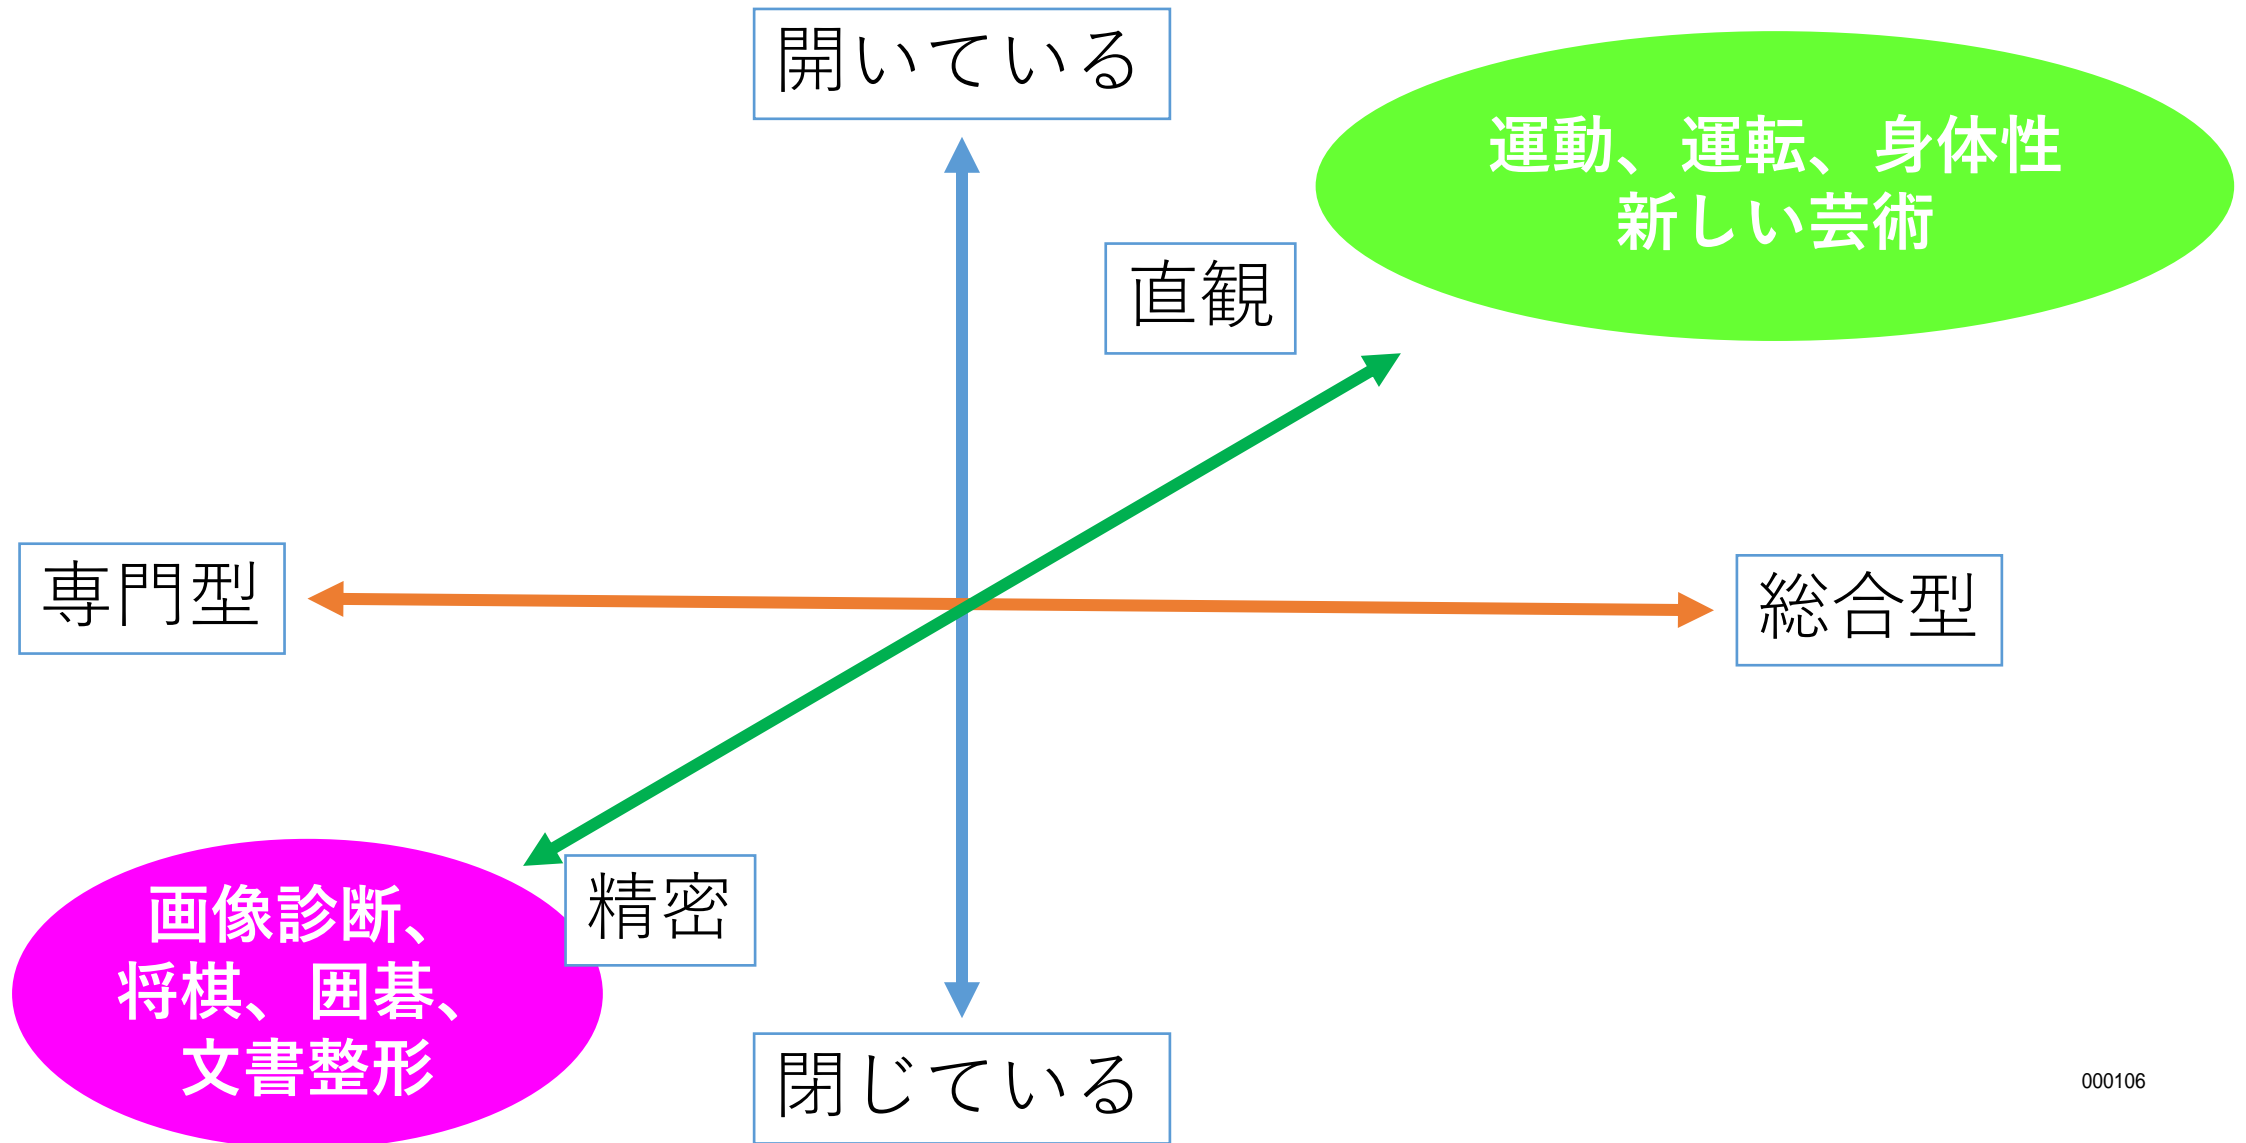 開いている
運動、運転、身体性
新しい芸術
直観
専門型
総合型
精密
画像診断、
将棋、囲碁、
文書整形
閉じている
000106